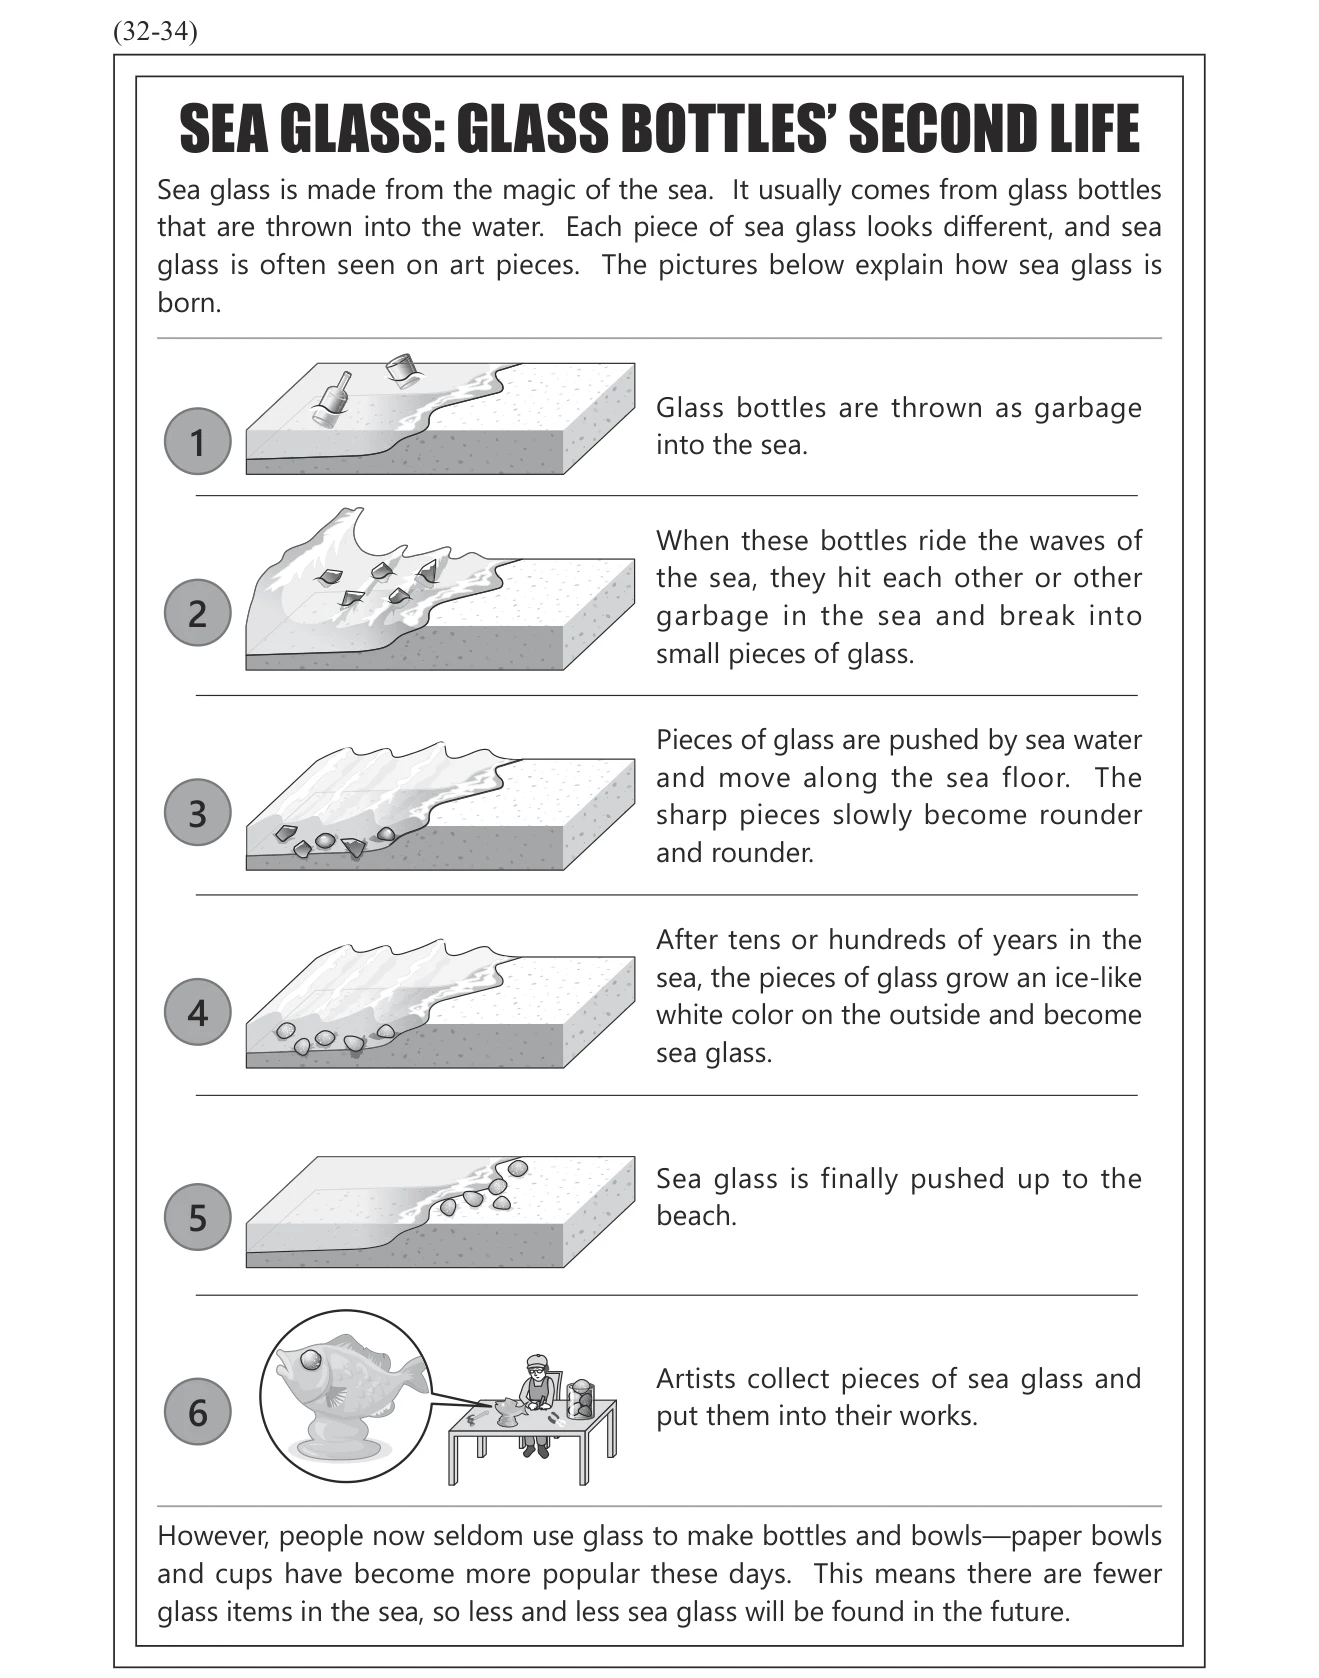 (32-34)
SEA GLASS: GLASS BOTTLES’ SECOND LIFE
Sea glass is made from the magic of the sea.  It usually comes from glass bottles
that are thrown into the water.  Each piece of sea glass looks different, and sea
glass is often seen on art pieces.  The pictures below explain how sea glass is
born.
1
Glass bottles are thrown as garbage
into the sea.
2
When these bottles ride the waves of
the sea, they hit each other or other
garbage in the sea and break into
small pieces of glass.
3
Pieces of glass are pushed by sea water
and move along the sea floor.  The
sharp pieces slowly become rounder
and rounder.
4
After tens or hundreds of years in the
sea, the pieces of glass grow an ice-like
white color on the outside and become
sea glass.
5
Sea glass is finally pushed up to the
beach.
6
Artists collect pieces of sea glass and
put them into their works.
However, people now seldom use glass to make bottles and bowls—paper bowls
and cups have become more popular these days.  This means there are fewer
glass items in the sea, so less and less sea glass will be found in the future.